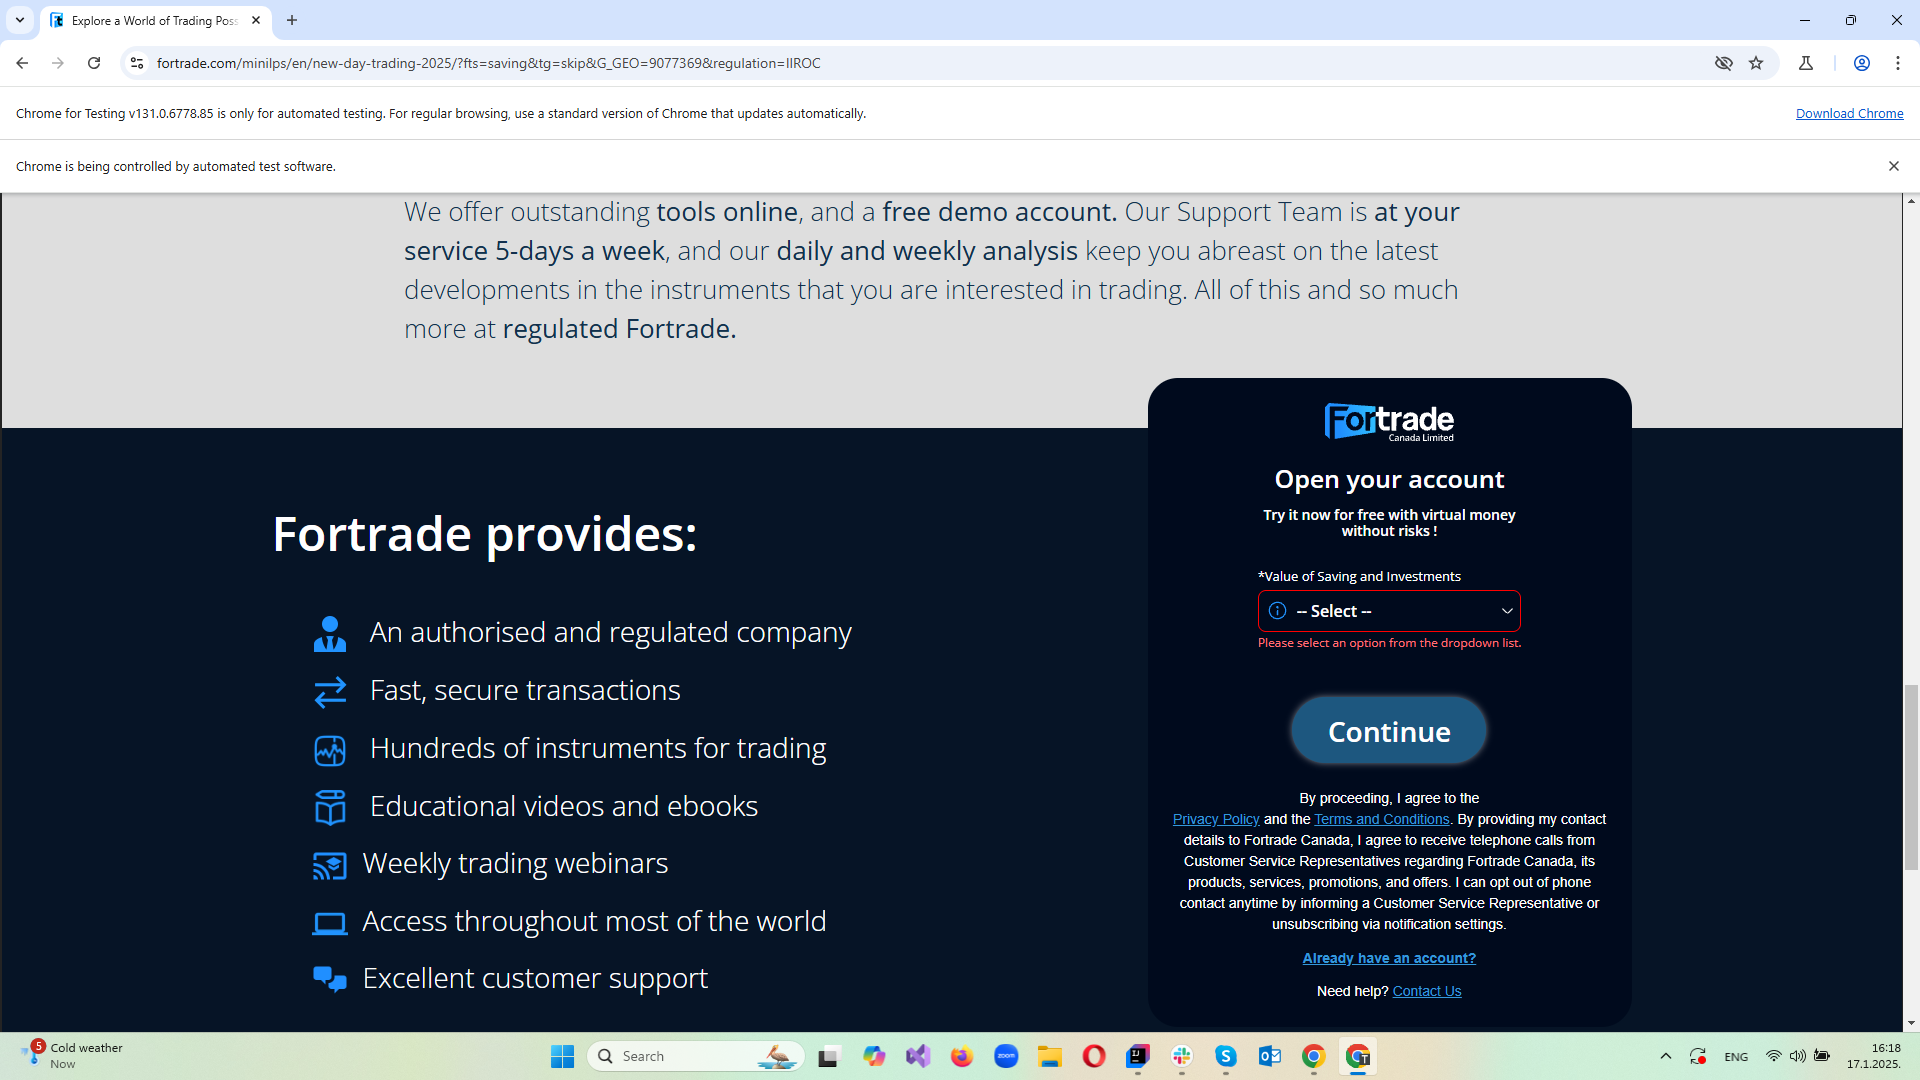 Explore a World of Trading Poss
fortrade.com/minilps/en/new-day-trading-2025/?fts=saving&tg=skip&G_GEO=9077369&regulation=IIROC
Chrome for Testing v131.0.6778.85 is only for automated testing. For regular browsing, use a standard version of Chrome that updates automatically.
Download Chrome
Chrome is being controlled by automated test software.
We offer outstanding tools online, and a free demo account. Our Support Team is at your
service 5-days a week, and our daily and weekly analysis keep you abreast on the latest
developments in the instruments that you are interested in trading. All of this and so much
more at regulated Fortrade.
Fortrade provides:
An authorised and regulated company
Fast, secure transactions
Hundreds of instruments for trading
Educational videos and ebooks
Weekly trading webinars
Access throughout most of the world
Excellent customer support
Fortrade
Canada Limited
Open your account
Try it now for free with virtual money
without risks !
*Value of Saving and Investments
-- Select --
Please select an option from the dropdown list.
Continue
By proceeding, I agree to the
Privacy Policy and the Terms and Conditions. By providing my contact
details to Fortrade Canada, I agree to receive telephone calls from
Customer Service Representatives regarding Fortrade Canada, its
products, services, promotions, and offers. I can opt out of phone
contact anytime by informing a Customer Service Representative or
unsubscribing via notification settings.
Already have an account?
Need help? Contact Us
5
Cold weather
Now
Search
zoom
ENG
16:18
17.1.2025.